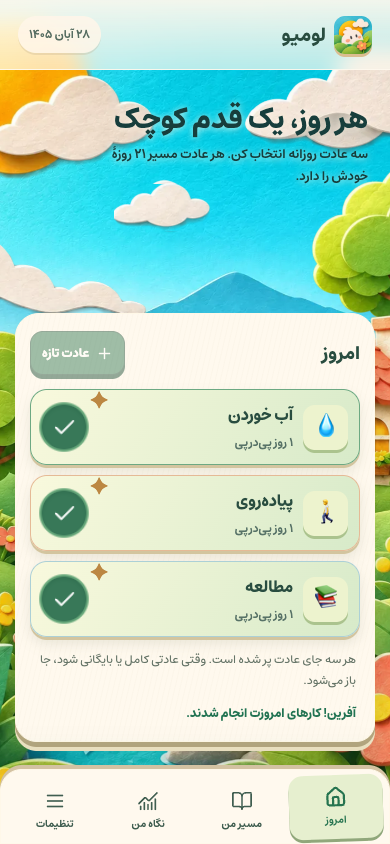 لومیو
۲۸ آبان ۱۴۰۵
هر روز، یک قدم کوچک
سه عادت روزانه انتخاب کن. هر عادت مسیر ۲۱ روزهٔ
خودش را دارد.
امروز
عادت تازه
آب خوردن
۱ روز پی‌درپی
پیاده‌روی
۱ روز پی‌درپی
مطالعه
۱ روز پی‌درپی
هر سه جای عادت پر شده است. وقتی عادتی کامل یا بایگانی شود، جا
باز می‌شود.
آفرین! کارهای امروزت انجام شدند.
امروز
مسیر من
نگاه من
تنظیمات